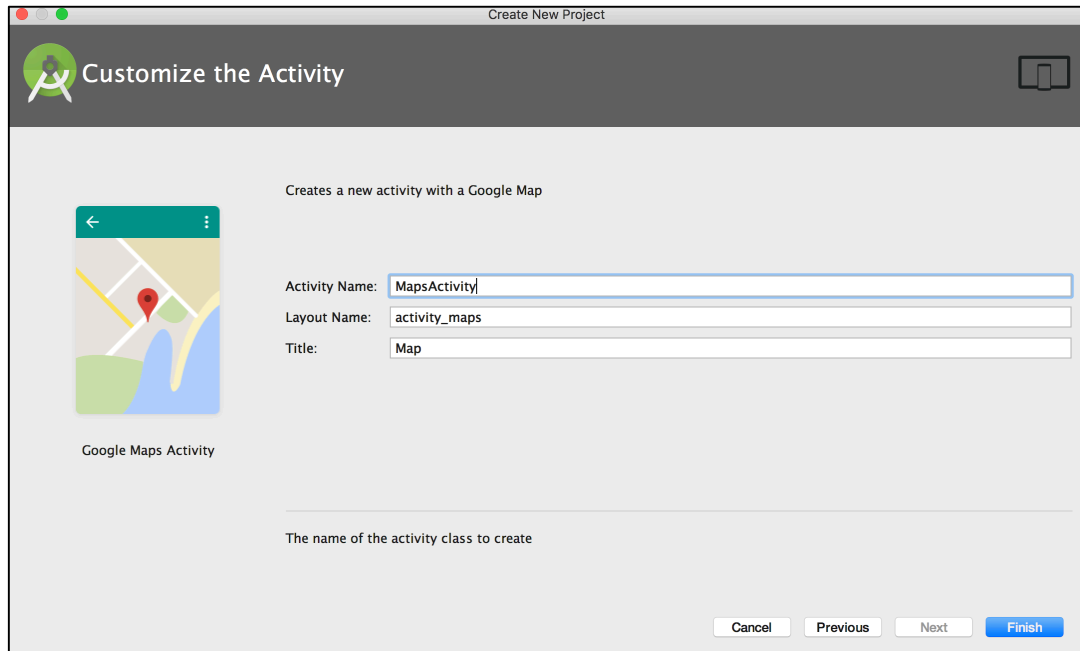 Create New Project
Customize the Activity
Creates a new activity with a Google Map
Activity Name: MapsActivity
Layout Name: activity_maps
Title: Map
Google Maps Activity
The name of the activity class to create
Cancel Previous Next Finish